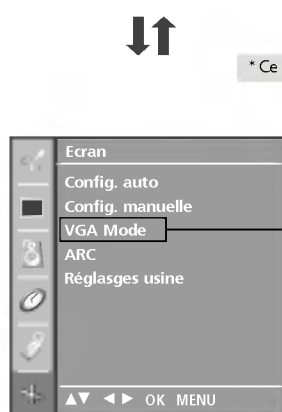 * Ce
Ecran
Config. auto
Config. manuelle
VGA Mode
ARC
Réglasges usine
▲▼ ◄► OK MENU